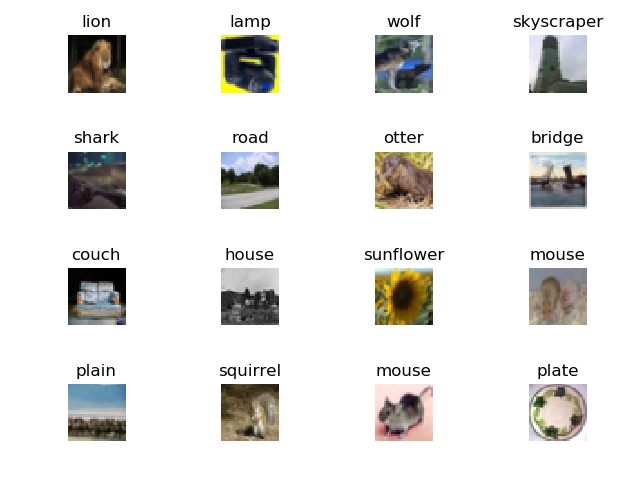 lion lamp wolf skyscraper
shark road otter bridge
couch house sunflower mouse
plain squirrel mouse plate